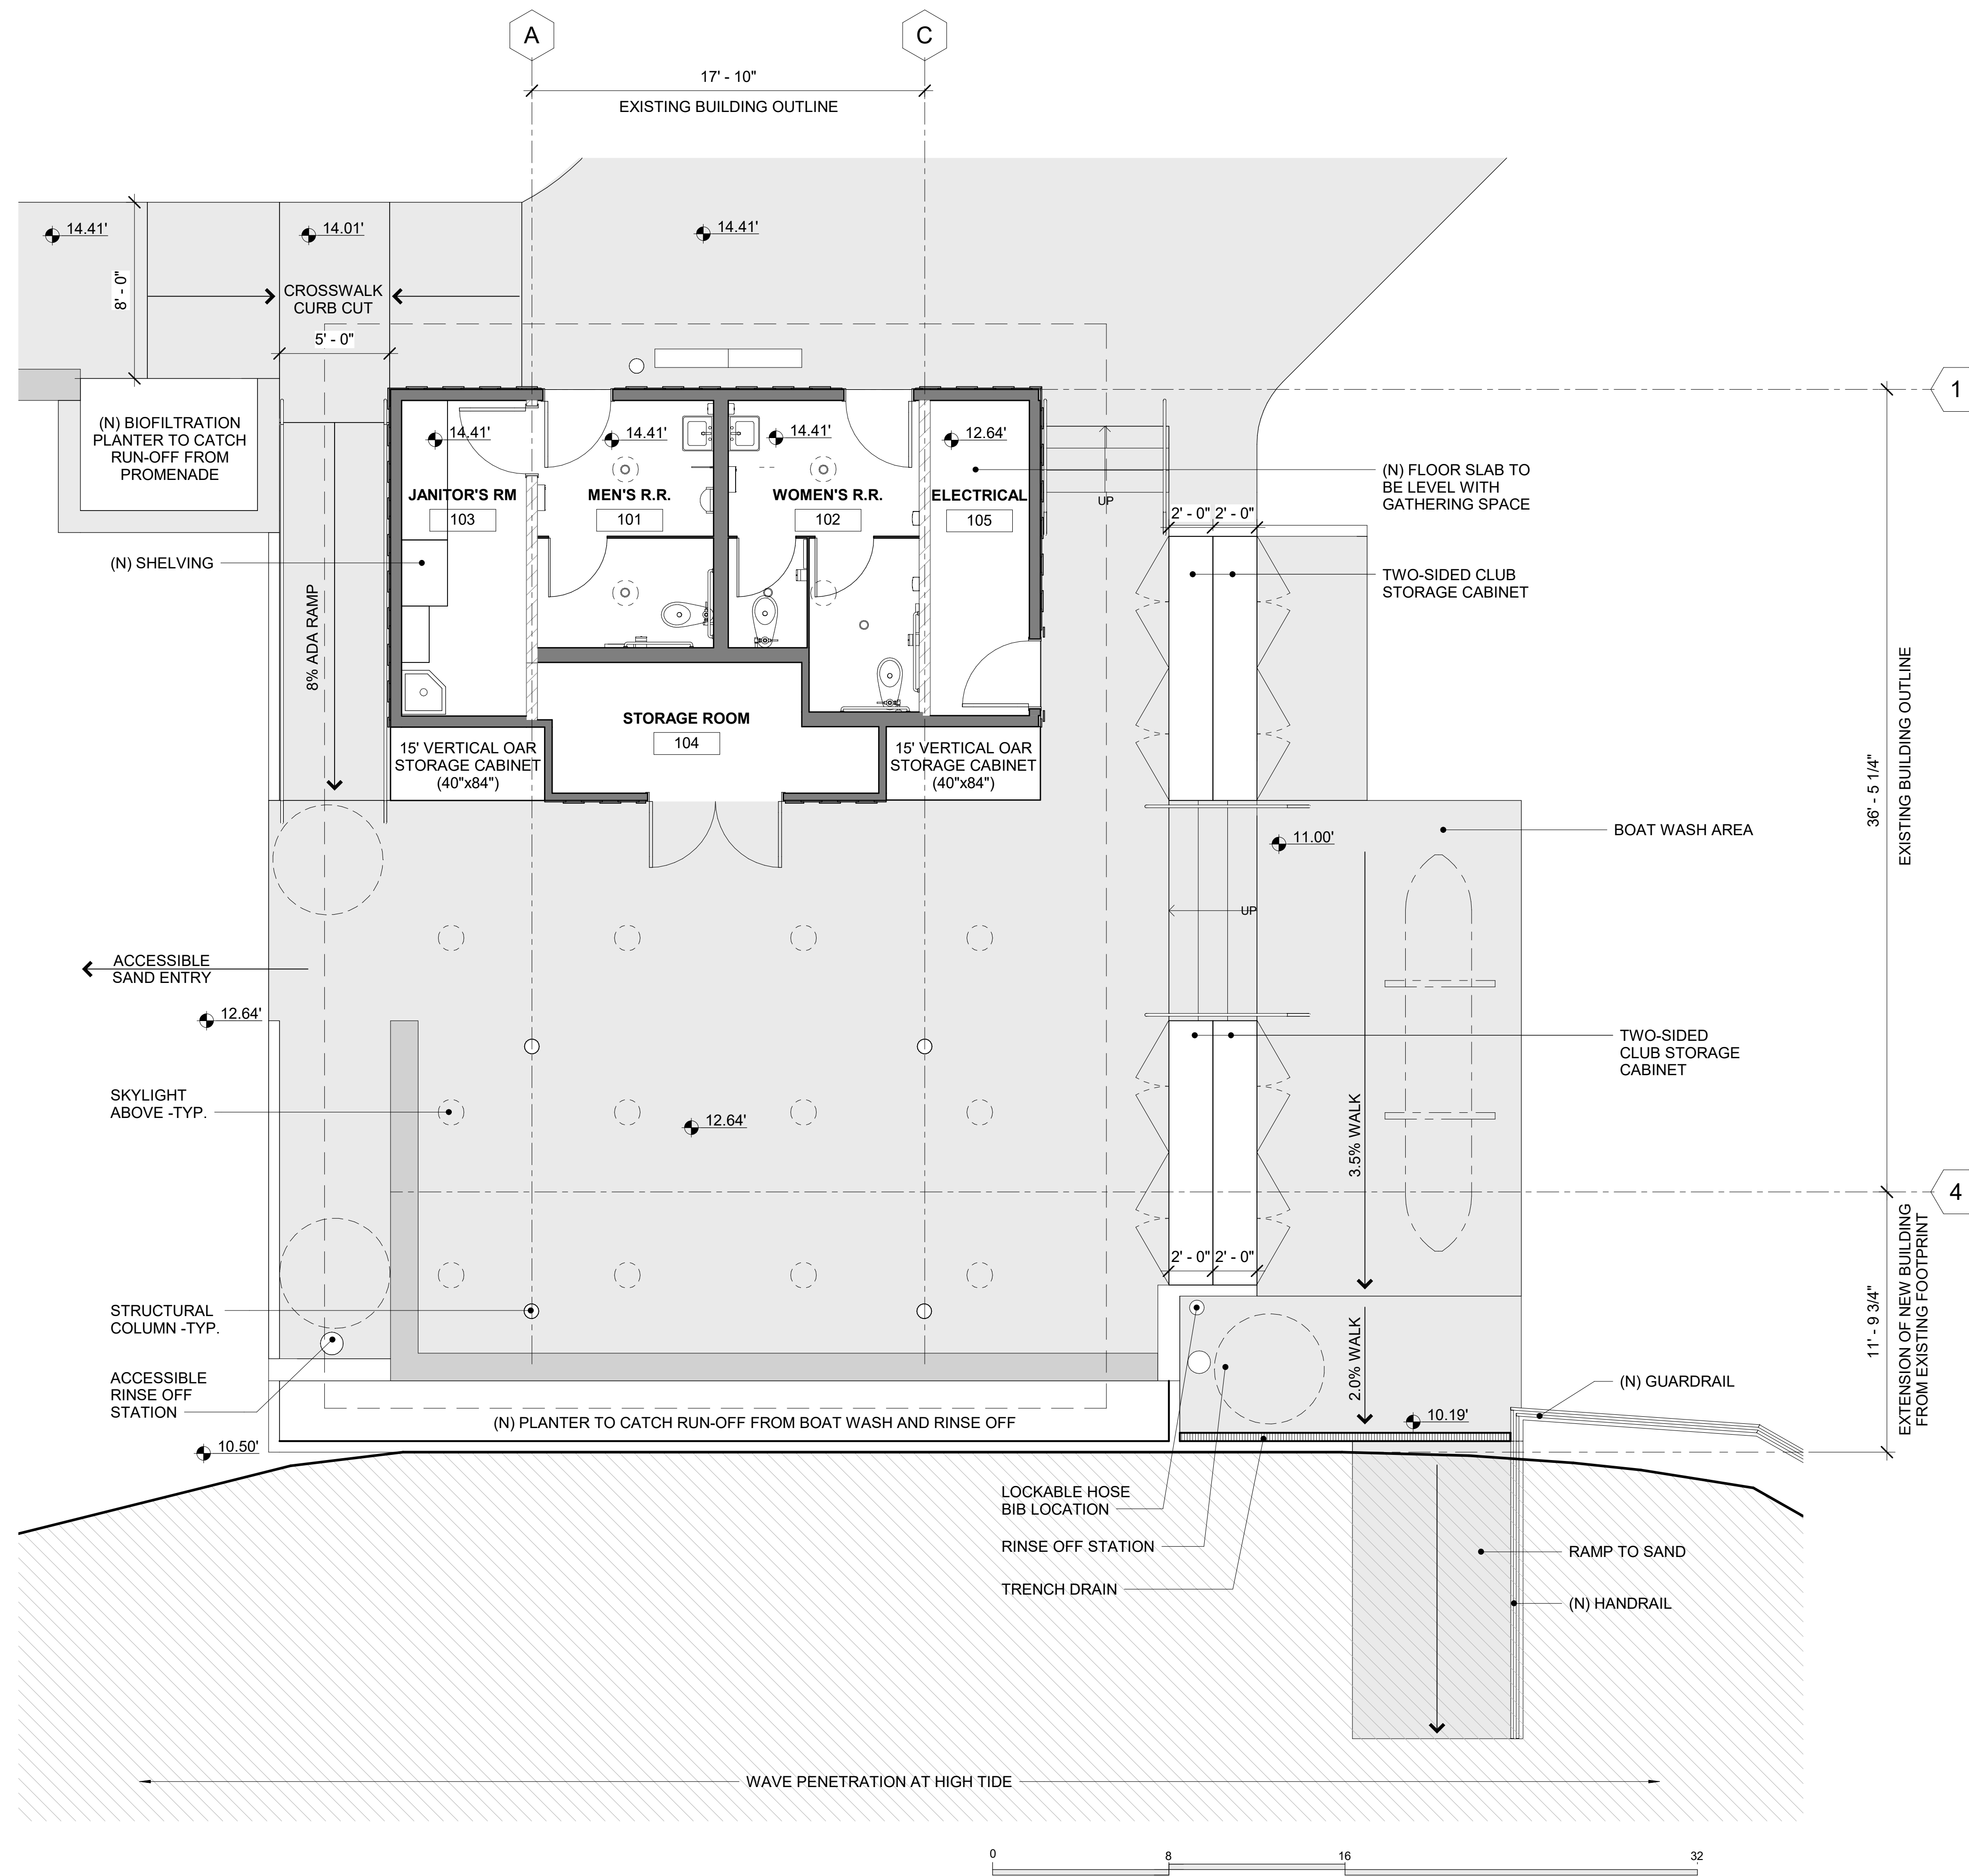 A
C
17' - 10"
EXISTING BUILDING OUTLINE
14.41'
14.01'
14.41'
8' - 0"
CROSSWALK
CURB CUT
5' - 0"
1
(N) BIOFILTRATION
PLANTER TO CATCH
RUN-OFF FROM
PROMENADE
14.41'
14.41'
14.41'
12.64'
(N) FLOOR SLAB TO
BE LEVEL WITH
GATHERING SPACE
JANITOR'S RM
103
MEN'S R.R.
101
WOMEN'S R.R.
102
ELECTRICAL
105
UP
2' - 0"
2' - 0"
(N) SHELVING
TWO-SIDED CLUB
STORAGE CABINET
8% ADA RAMP
STORAGE ROOM
104
15' VERTICAL OAR
STORAGE CABINET
(40"x84")
15' VERTICAL OAR
STORAGE CABINET
(40"x84")
36' - 5 1/4"
EXISTING BUILDING OUTLINE
11.00'
BOAT WASH AREA
UP
ACCESSIBLE
SAND ENTRY
12.64'
TWO-SIDED
CLUB STORAGE
CABINET
SKYLIGHT
ABOVE -TYP.
12.64'
3.5% WALK
4
2' - 0"
2' - 0"
STRUCTURAL
COLUMN -TYP.
11' - 9 3/4"
EXTENSION OF NEW BUILDING
FROM EXISTING FOOTPRINT
2.0% WALK
ACCESSIBLE
RINSE OFF
STATION
(N) GUARDRAIL
10.19'
(N) PLANTER TO CATCH RUN-OFF FROM BOAT WASH AND RINSE OFF
10.50'
LOCKABLE HOSE
BIB LOCATION
RINSE OFF STATION
TRENCH DRAIN
RAMP TO SAND
(N) HANDRAIL
WAVE PENETRATION AT HIGH TIDE
0
8
16
32